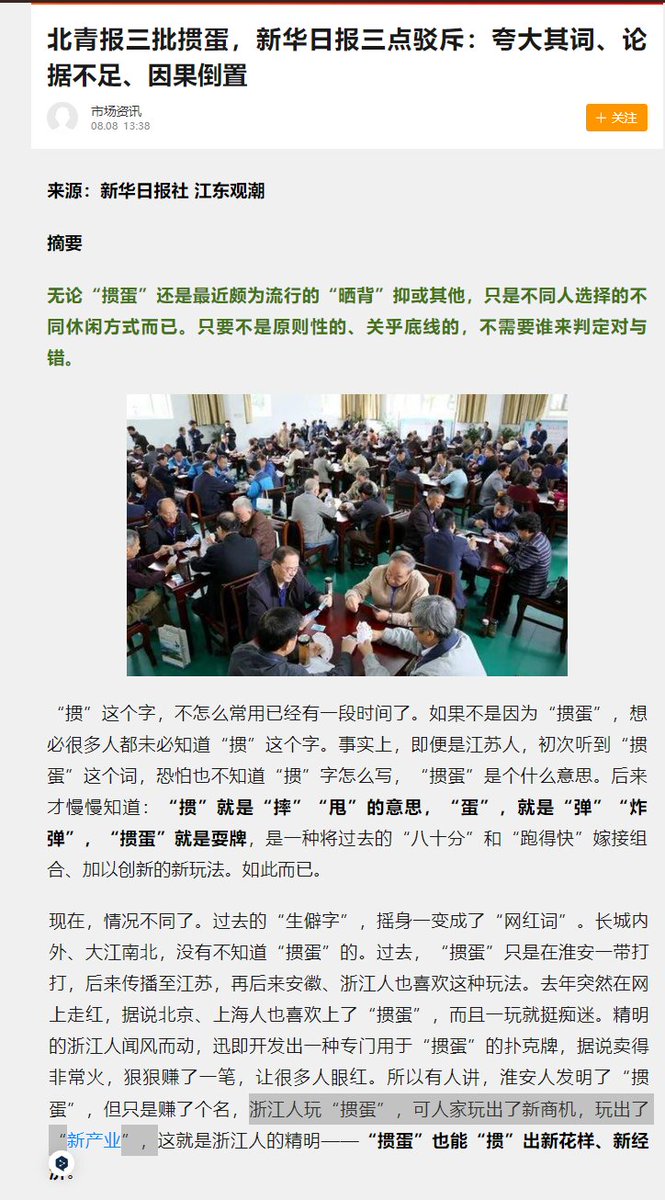 北青报三批掼蛋，新华日报三点驳斥：夸大其词、论
据不足、因果倒置
市场资讯
08.08 13:38
＋ 关注
来源：新华日报社 江东观潮
摘要
无论“掼蛋”还是最近颇为流行的“晒背”抑或其他，只是不同人选择的不
同休闲方式而已。只要不是原则性的、关乎底线的，不需要谁来判定对与
错。
“掼”这个字，不怎么常用已经有一段时间了。如果不是因为“掼蛋”，想
必很多人都未必知道“掼”这个字。事实上，即便是江苏人，初次听到“掼
蛋”这个词，恐怕也不知道“掼”字怎么写，“掼蛋”是个什么意思。后来
才慢慢知道：“掼”就是“摔”“甩”的意思，“蛋”，就是“弹”“炸
弹”，“掼蛋”就是耍牌，是一种将过去的“八十分”和“跑得快”嫁接组
合、加以创新的新玩法。如此而已。
现在，情况不同了。过去的“生僻字”，摇身一变成了“网红词”。长城内
外、大江南北，没有不知道“掼蛋”的。过去，“掼蛋”只是在淮安一带打
打，后来传播至江苏，再后来安徽、浙江人也喜欢这种玩法。去年突然在网
上走红，据说北京、上海人也喜欢上了“掼蛋”，而且一玩就挺痴迷。精明
的浙江人闻风而动，迅即开发出一种专门用于“掼蛋”的扑克牌，据说卖得
非常火，狠狠赚了一笔，让很多人眼红。所以有人讲，淮安人发明了“掼
蛋”，但只是赚了个名，浙江人玩“掼蛋”，可人家玩出了新商机，玩出了
“新产业”，这就是浙江人的精明——“掼蛋”也能“掼”出新花样、新经